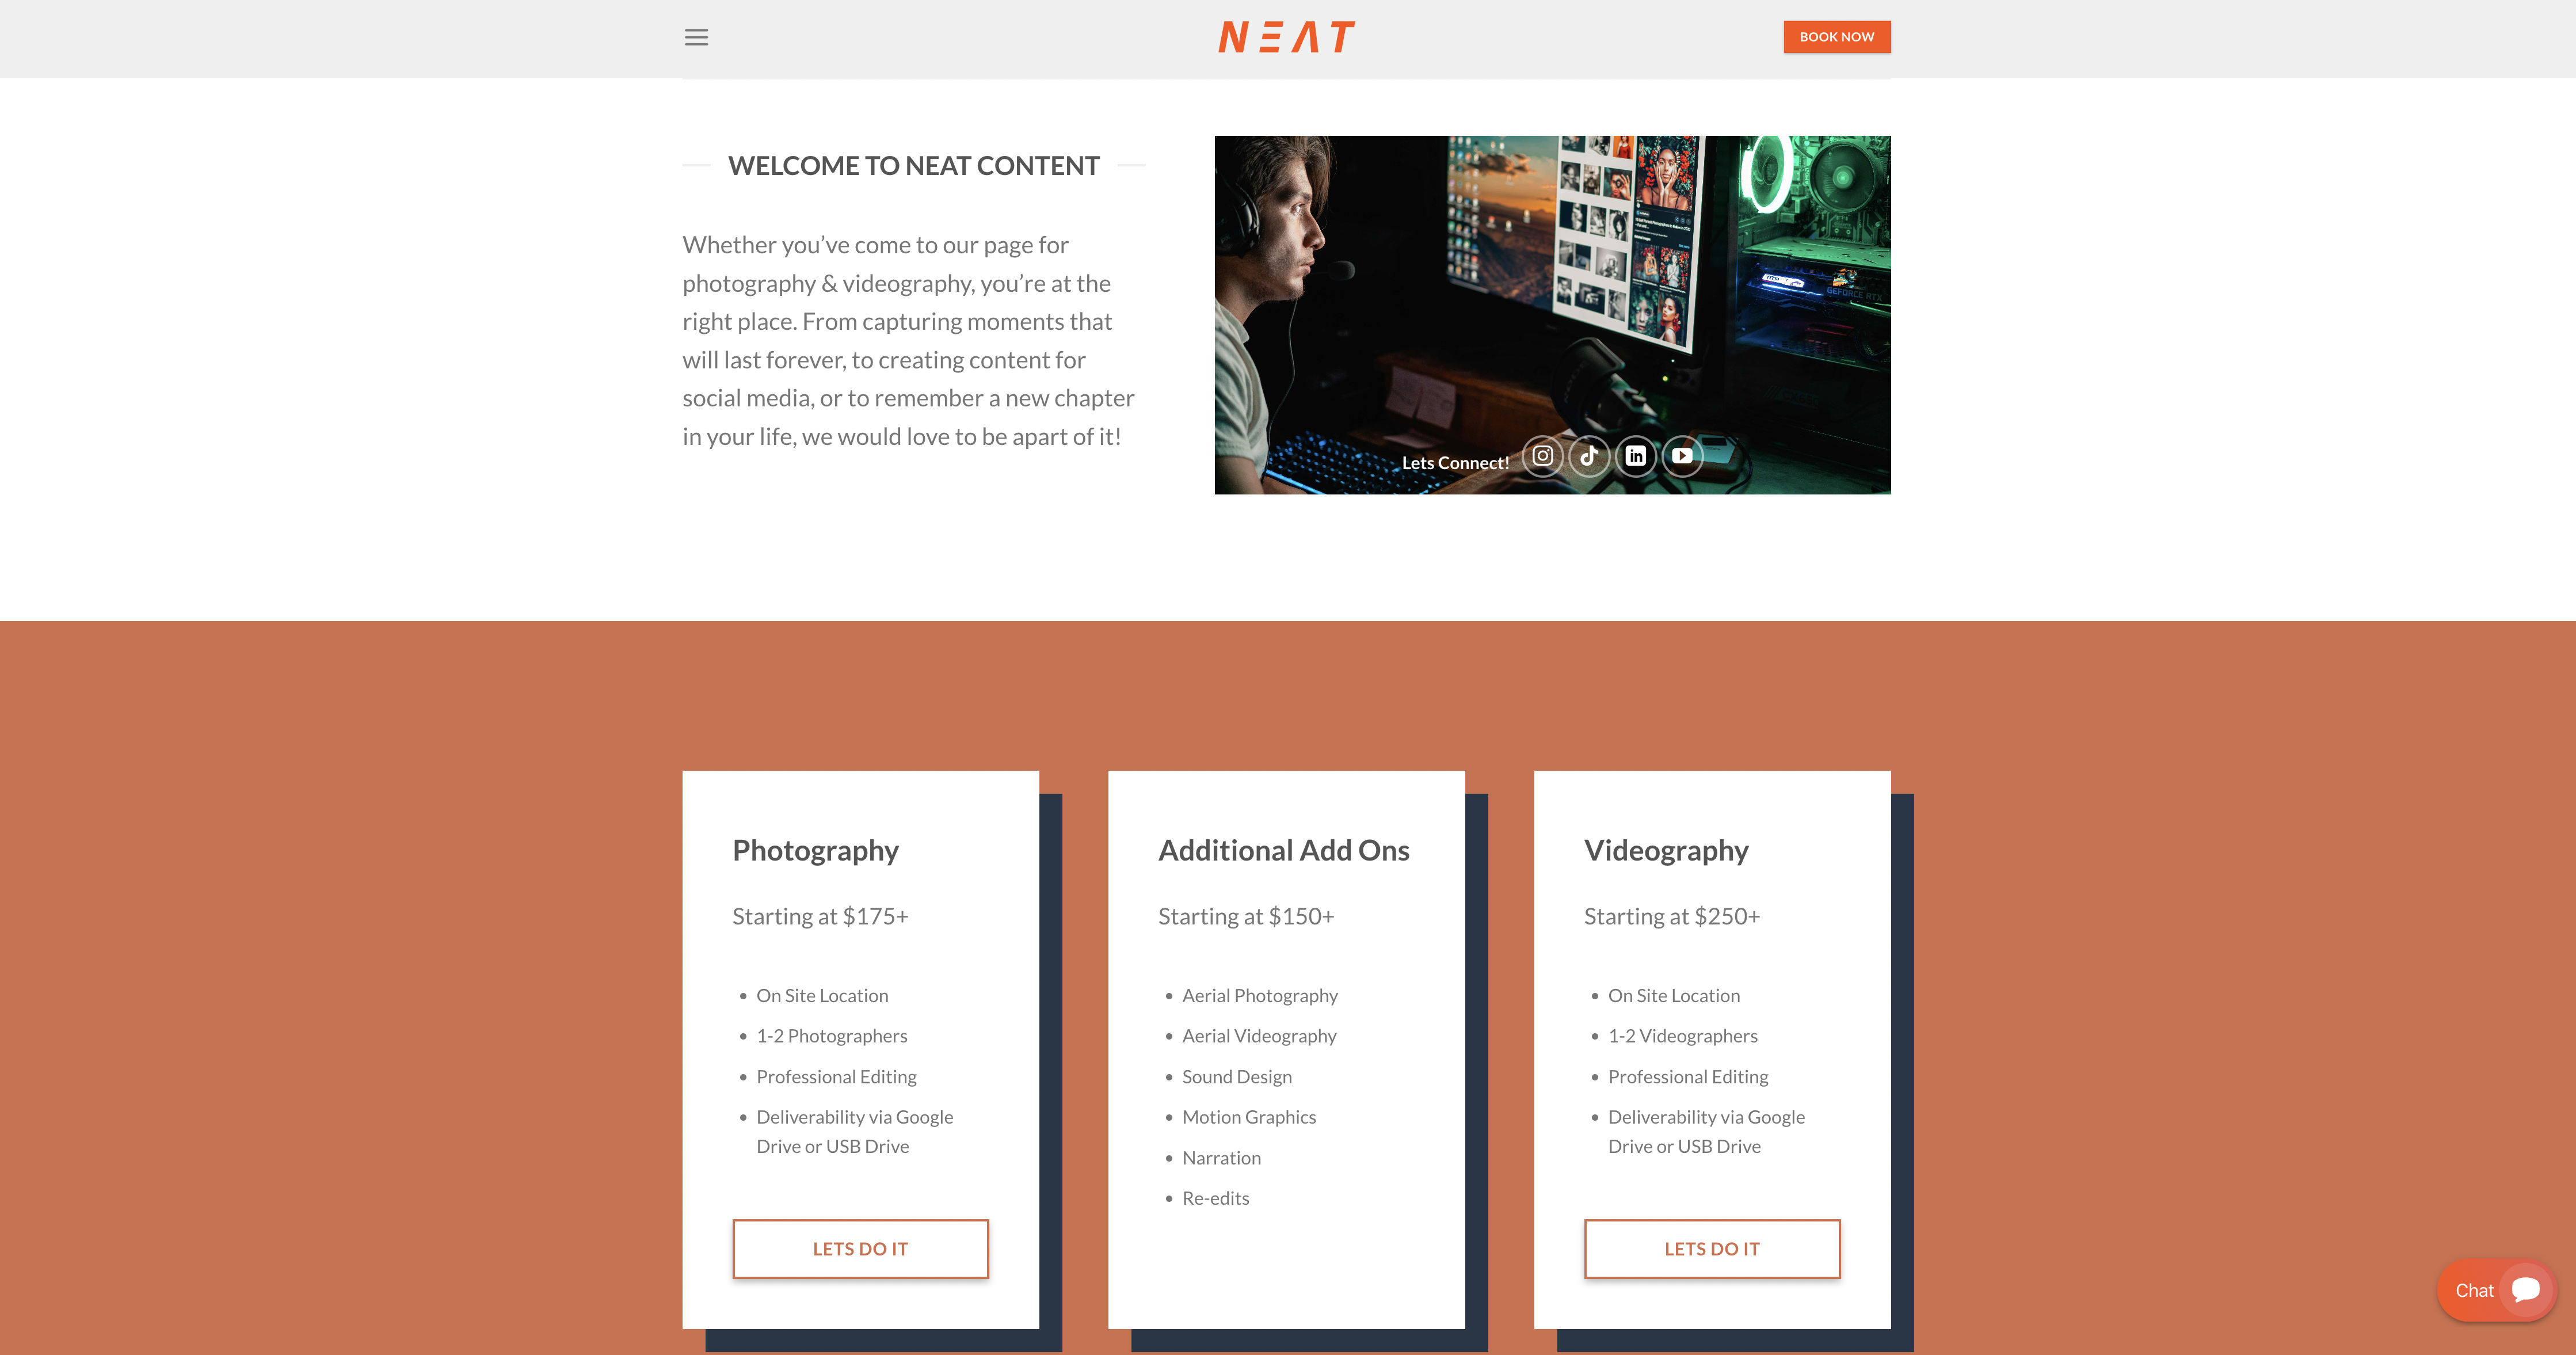 NEAT
BOOK NOW
WELCOME TO NEAT CONTENT
Whether you’ve come to our page for
photography & videography, you’re at the
right place. From capturing moments that
will last forever, to creating content for
social media, or to remember a new chapter
in your life, we would love to be apart of it!
GEFORCE RTX
Lets Connect!
Photography
Starting at $175+
• On Site Location
• 1-2 Photographers
• Professional Editing
• Deliverability via Google
Drive or USB Drive
LETS DO IT
Additional Add Ons
Starting at $150+
• Aerial Photography
• Aerial Videography
• Sound Design
• Motion Graphics
• Narration
• Re-edits
Videography
Starting at $250+
• On Site Location
• 1-2 Videographers
• Professional Editing
• Deliverability via Google
Drive or USB Drive
LETS DO IT
Chat